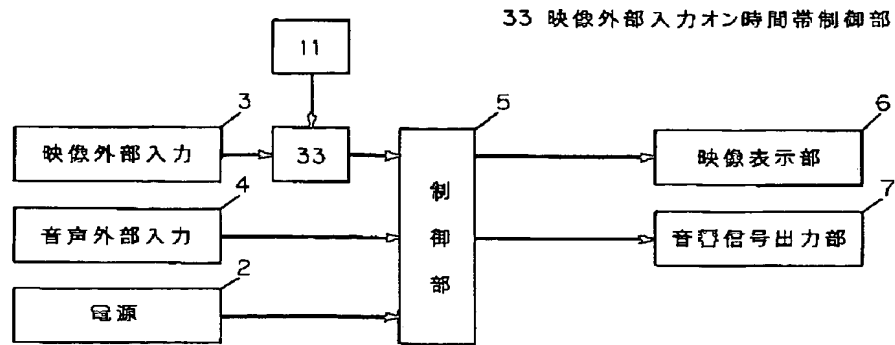 33 映像外部入力オン時間帯制御部
11
3
映像外部入力
33
5
制御部
6
映像表示部
4
音声外部入力
7
音響信号出力部
2
電源